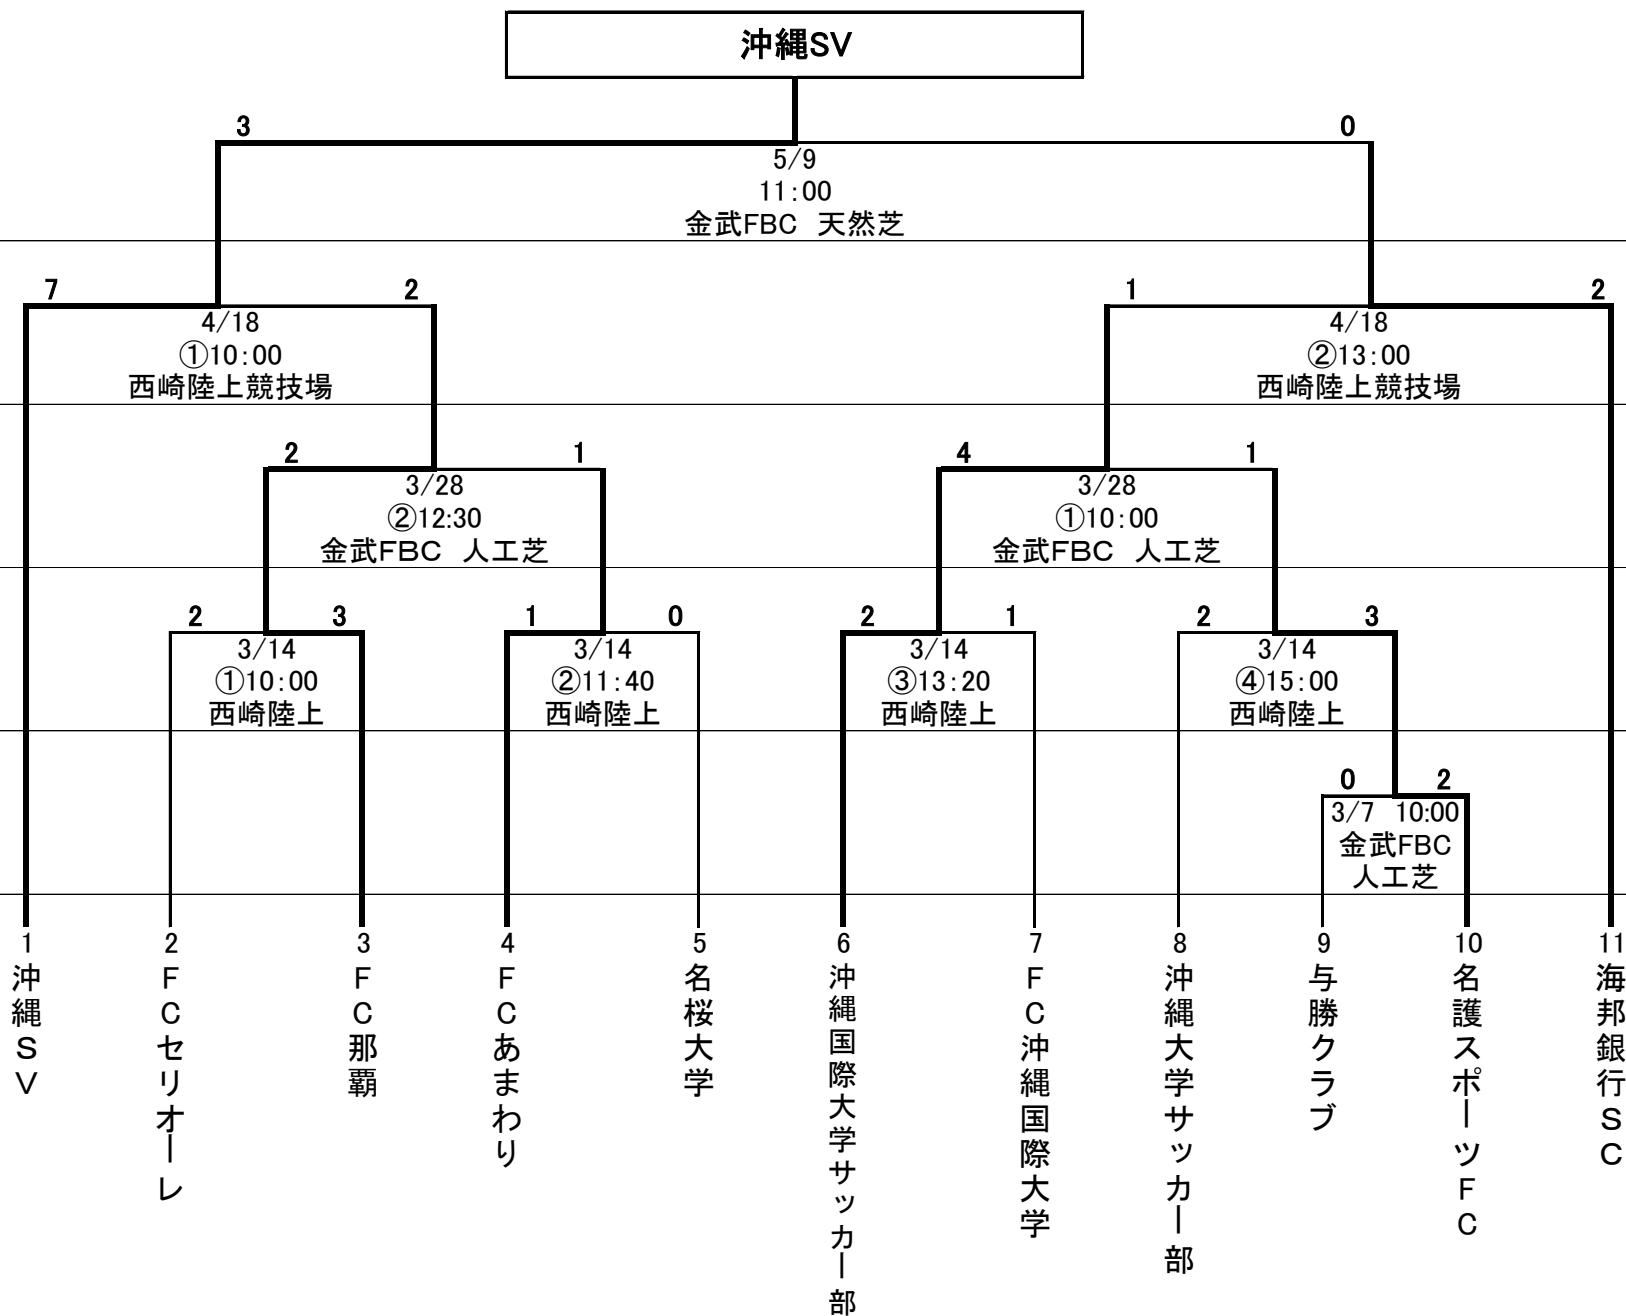 沖縄SV
3
0
5/9
11:00
金武FBC 天然芝
7
2
1
2
4/18
①10:00
西崎陸上競技場
4/18
②13:00
西崎陸上競技場
2
1
4
1
3/28
②12:30
金武FBC 人工芝
3/28
①10:00
金武FBC 人工芝
2
3
1
0
2
1
2
3
3/14
①10:00
西崎陸上
3/14
②11:40
西崎陸上
3/14
③13:20
西崎陸上
3/14
④15:00
西崎陸上
0
2
3/7 10:00
金武FBC
人工芝
1
沖縄SV
2
FCセリオーレ
3
FC那覇
4
FCあまわり
5
名桜大学
6
沖縄国際大学サッカー部
7
FC沖縄国際大学
8
沖縄大学サッカー部
9
与勝クラブ
10
名護スポーツFC
11
海邦銀行SC